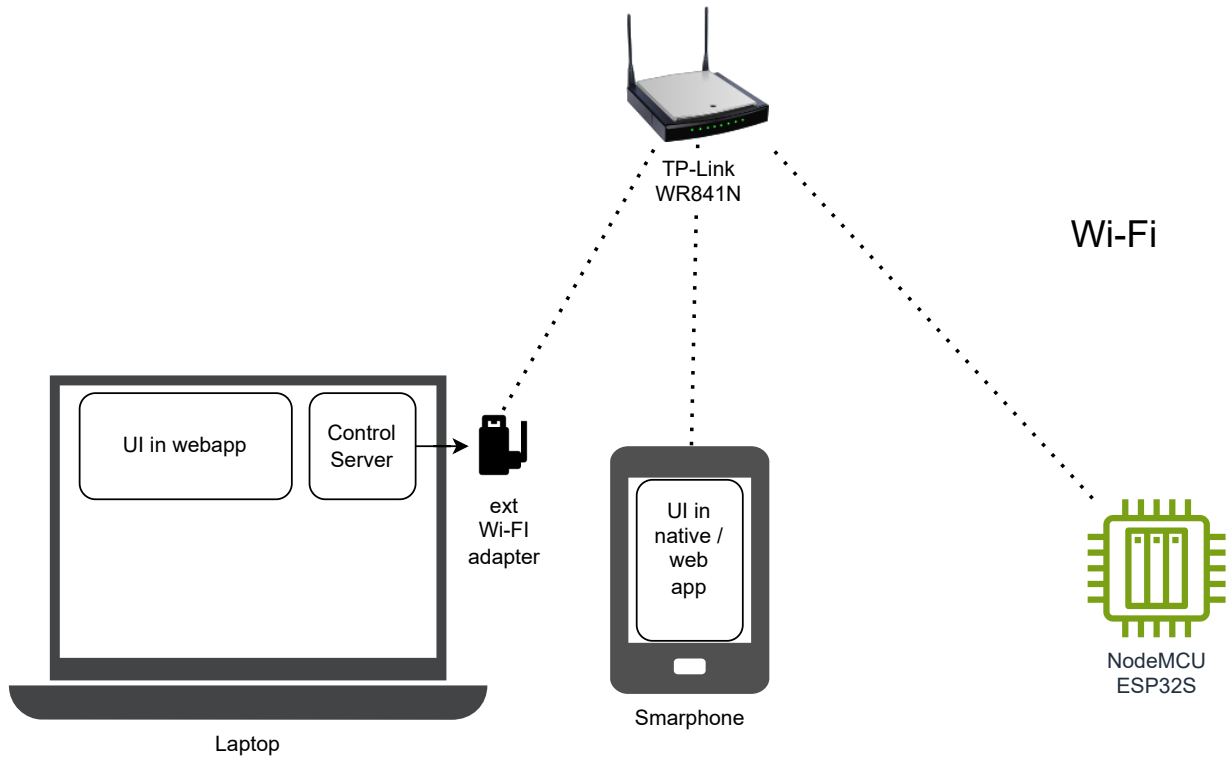 TP-Link
WR841N
Wi-Fi
UI in webapp
Control
Server
ext
Wi-FI
adapter
UI in
native /
web
app
NodeMCU
ESP32S
Smarphone
Laptop